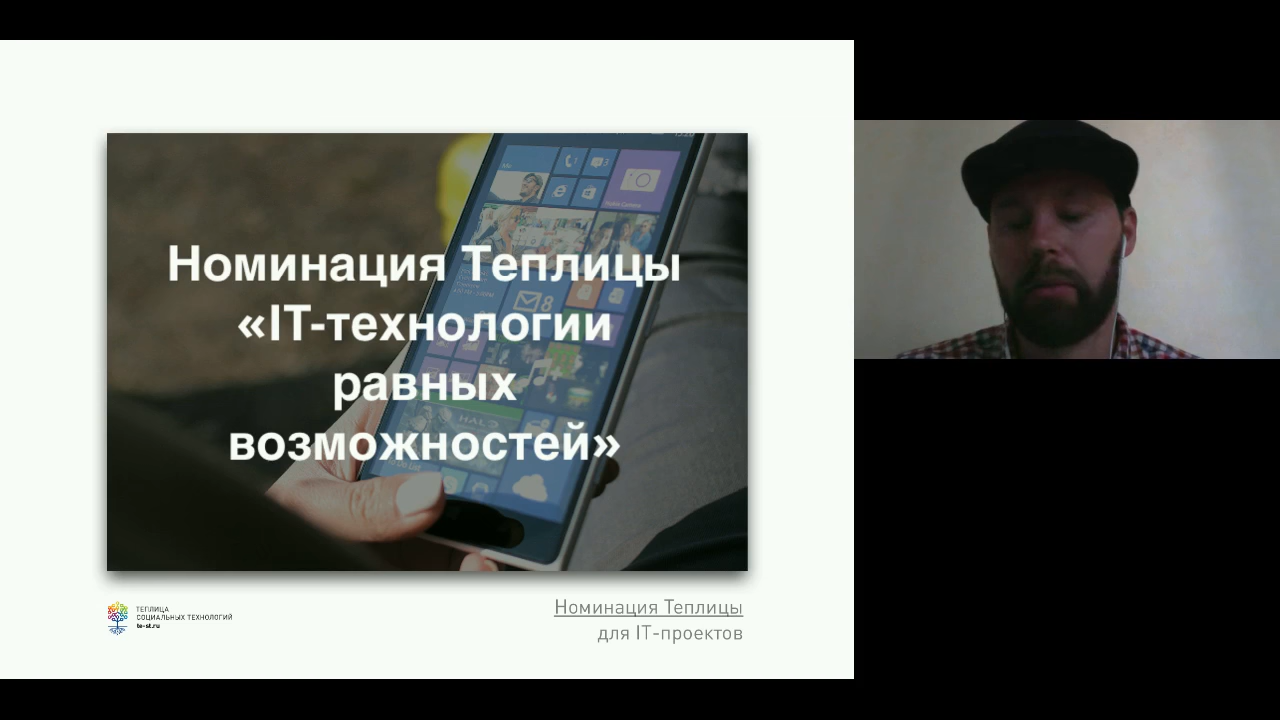 Номинация Теплицы
«IT-технологии
равных
возможностей»
ТЕПЛИЦА
СОЦИАЛЬНЫХ ТЕХНОЛОГИЙ
te-st.ru
Номинация Теплицы
для IT-проектов